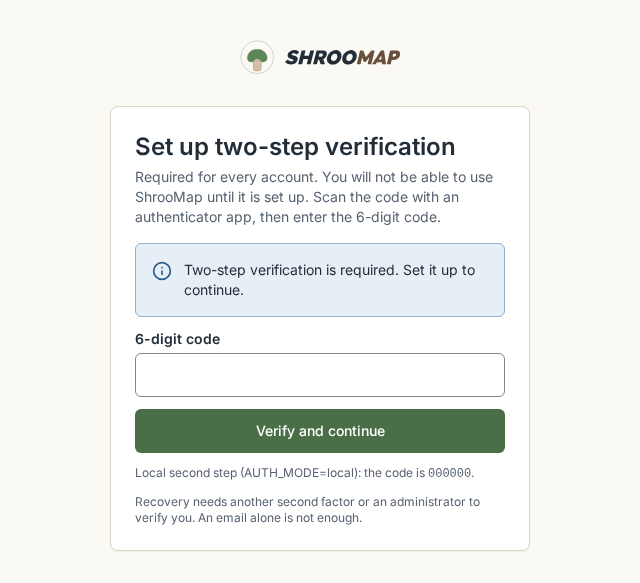 SHROOMAP
Set up two-step verification
Required for every account. You will not be able to use
ShrooMap until it is set up. Scan the code with an
authenticator app, then enter the 6-digit code.
Two-step verification is required. Set it up to
continue.
6-digit code
Verify and continue
Local second step (AUTH_MODE=local): the code is 000000.
Recovery needs another second factor or an administrator to
verify you. An email alone is not enough.